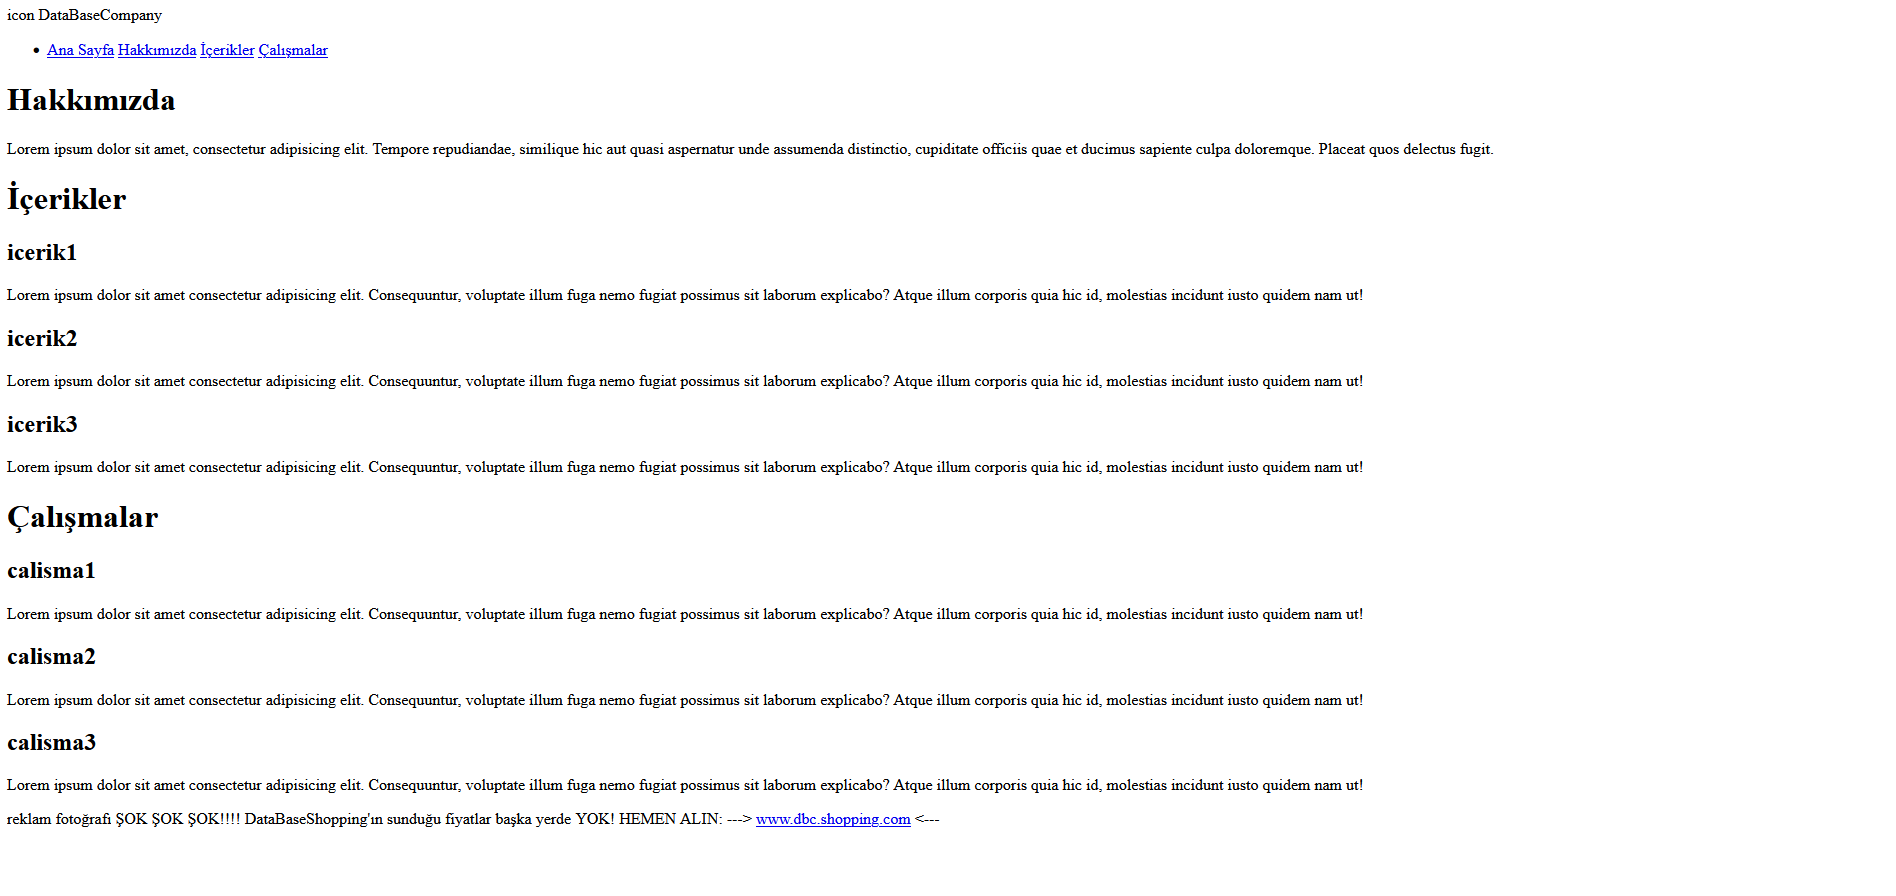 icon DataBaseCompany
• Ana Sayfa Hakkımızda İçerikler Çalışmalar
Hakkımızda
Lorem ipsum dolor sit amet, consectetur adipisicing elit. Tempore repudiandae, similique hic aut quasi aspernatur unde assumenda distinctio, cupiditate officiis quae et ducimus sapiente culpa doloremque. Placeat quos delectus fugit.
İçerikler
icerik1
Lorem ipsum dolor sit amet consectetur adipisicing elit. Consequuntur, voluptate illum fuga nemo fugiat possimus sit laborum explicabo? Atque illum corporis quia hic id, molestias incidunt iusto quidem nam ut!
icerik2
Lorem ipsum dolor sit amet consectetur adipisicing elit. Consequuntur, voluptate illum fuga nemo fugiat possimus sit laborum explicabo? Atque illum corporis quia hic id, molestias incidunt iusto quidem nam ut!
icerik3
Lorem ipsum dolor sit amet consectetur adipisicing elit. Consequuntur, voluptate illum fuga nemo fugiat possimus sit laborum explicabo? Atque illum corporis quia hic id, molestias incidunt iusto quidem nam ut!
Çalışmalar
calisma1
Lorem ipsum dolor sit amet consectetur adipisicing elit. Consequuntur, voluptate illum fuga nemo fugiat possimus sit laborum explicabo? Atque illum corporis quia hic id, molestias incidunt iusto quidem nam ut!
calisma2
Lorem ipsum dolor sit amet consectetur adipisicing elit. Consequuntur, voluptate illum fuga nemo fugiat possimus sit laborum explicabo? Atque illum corporis quia hic id, molestias incidunt iusto quidem nam ut!
calisma3
Lorem ipsum dolor sit amet consectetur adipisicing elit. Consequuntur, voluptate illum fuga nemo fugiat possimus sit laborum explicabo? Atque illum corporis quia hic id, molestias incidunt iusto quidem nam ut!
reklam fotoğrafı ŞOK ŞOK ŞOK!!!! DataBaseShopping'ın sunduğu fiyatlar başka yerde YOK! HEMEN ALIN: ---> www.dbc.shopping.com <---